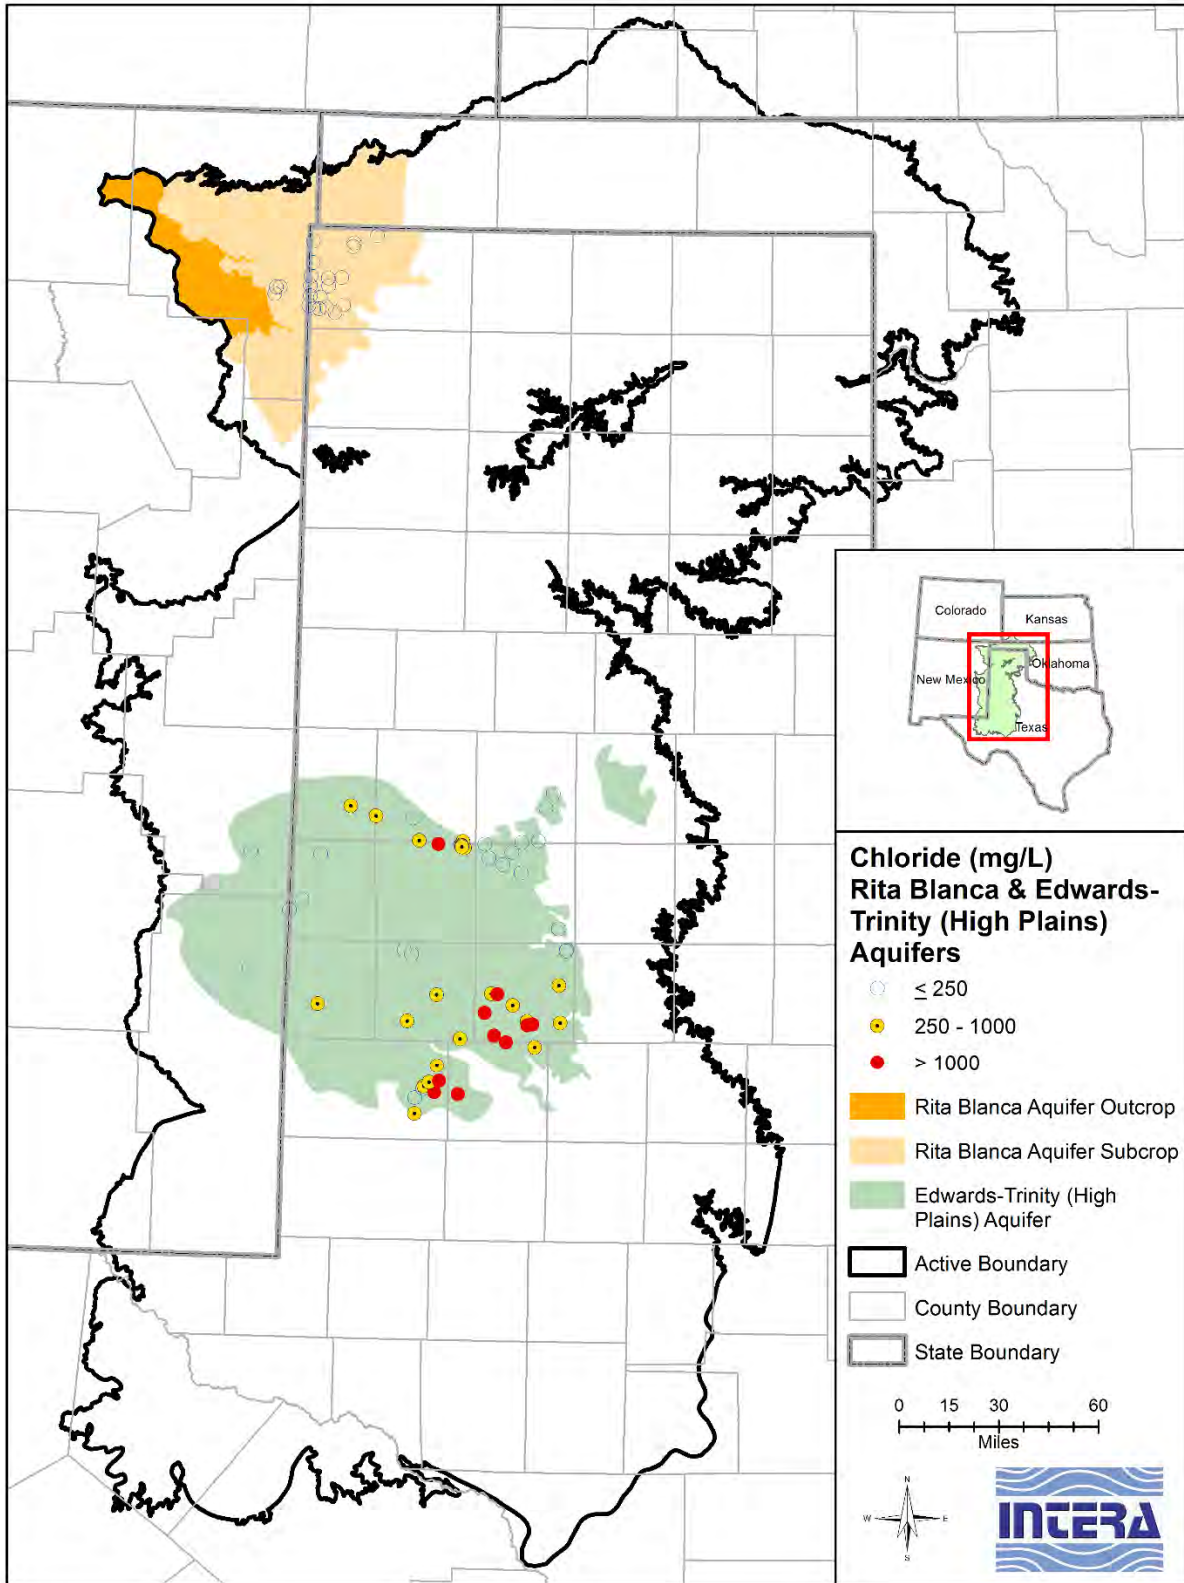 Colorado
Kansas
New Mexico
Oklahoma
Texas
Chloride (mg/L)
Rita Blanca & Edwards-
Trinity (High Plains)
Aquifers
≤ 250
250 - 1000
> 1000
Rita Blanca Aquifer Outcrop
Rita Blanca Aquifer Subcrop
Edwards-Trinity (High
Plains) Aquifer
Active Boundary
County Boundary
State Boundary
0 15 30 60
Miles
N
W E
S
INTERA